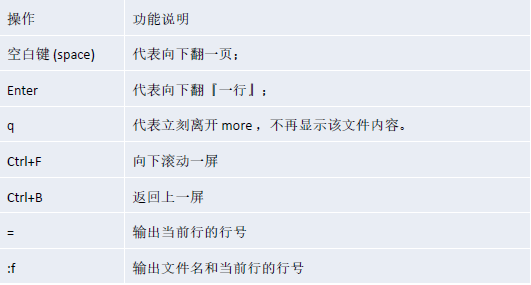 操作 功能说明
空白键 (space) 代表向下翻一页；
Enter 代表向下翻『一行』；
q 代表立刻离开 more ，不再显示该文件内容。
Ctrl+F 向下滚动一屏
Ctrl+B 返回上一屏
= 输出当前行的行号
:f 输出文件名和当前行的行号